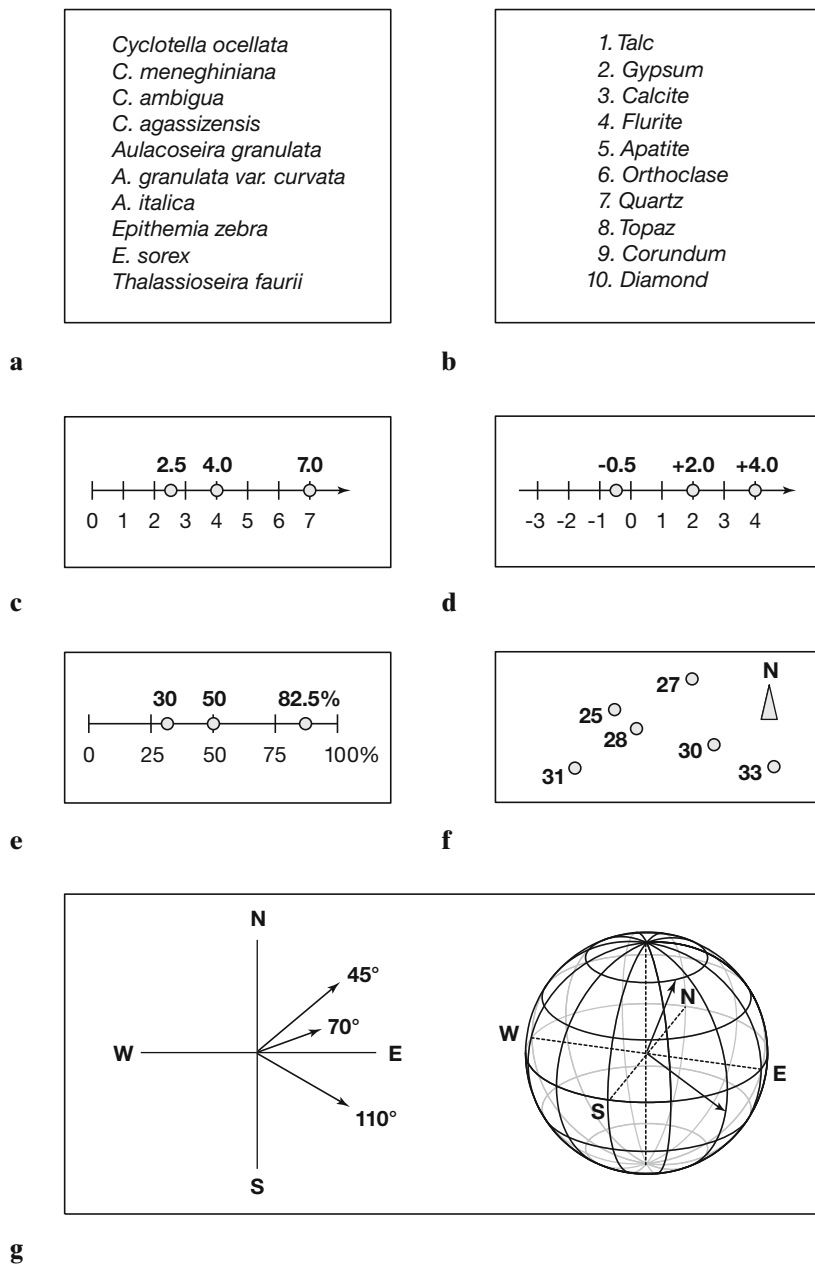 Cyclotella ocellata
C. meneghiniana
C. ambigua
C. agassizensis
Aulacoseira granulata
A. granulata var. curvata
A. italica
Epithemia zebra
E. sorex
Thalassioseira faurii
a
1. Talc
2. Gypsum
3. Calcite
4. Flurite
5. Apatite
6. Orthoclase
7. Quartz
8. Topaz
9. Corundum
10. Diamond
b
2.5 4.0 7.0
0 1 2 3 4 5 6 7
c
-0.5 +2.0 +4.0
-3 -2 -1 0 1 2 3 4
d
30 50 82.5%
0 25 50 75 100%
e
N
27
25
28
30
31
33
f
N
45°
70°
W E
110°
S
N
W
E
S
g